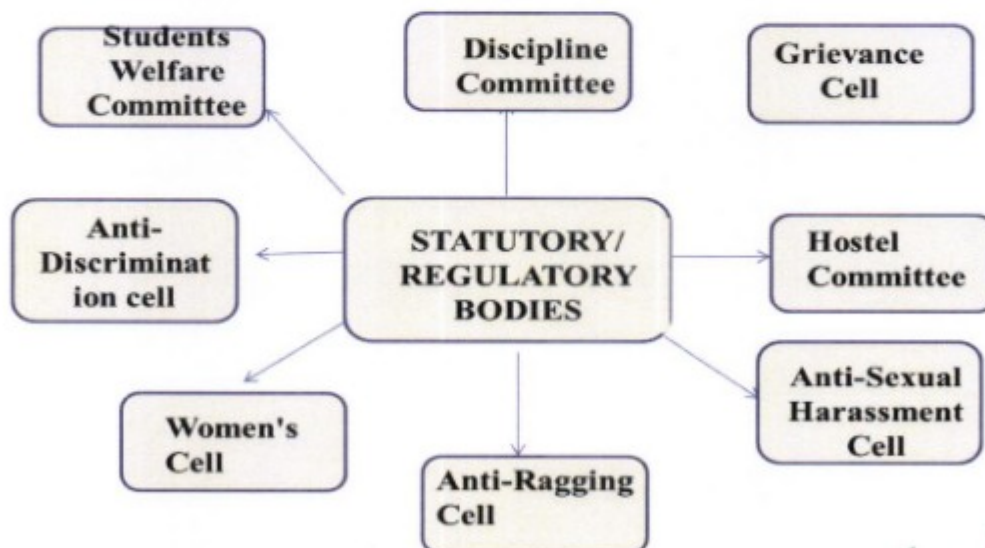 Students
Welfare
Committee
Discipline
Committee
Grievance
Cell
Anti-
Discriminat
ion cell
STATUTORY/
REGULATORY
BODIES
Hostel
Committee
Women's
Cell
Anti-Ragging
Cell
Anti-Sexual
Harassment
Cell